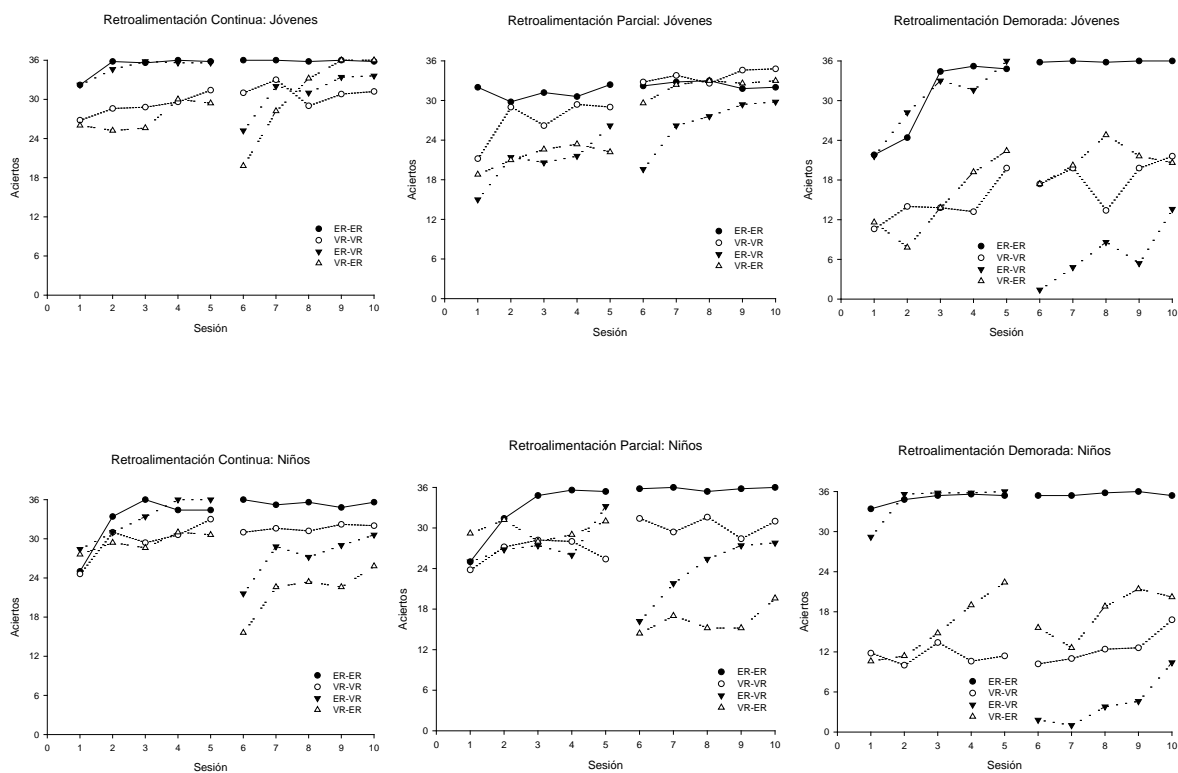 Retroalimentación Continua: Jóvenes
Aciertos
36
30
24
18
12
6
0
ER-ER
VR-VR
ER-VR
VR-ER
0 1 2 3 4 5 6 7 8 9 10
Sesión
Retroalimentación Parcial: Jóvenes
Aciertos
36
30
24
18
12
6
0
ER-ER
VR-VR
ER-VR
VR-ER
0 1 2 3 4 5 6 7 8 9 10
Sesión
Retroalimentación Demorada: Jóvenes
Aciertos
36
30
24
18
12
6
0
ER-ER
VR-VR
ER-VR
VR-ER
0 1 2 3 4 5 6 7 8 9 10
Sesión
Retroalimentación Continua: Niños
Aciertos
36
30
24
18
12
6
0
ER-ER
VR-VR
ER-VR
VR-ER
0 1 2 3 4 5 6 7 8 9 10
Sesión
Retroalimentación Parcial: Niños
Aciertos
36
30
24
18
12
6
0
ER-ER
VR-VR
ER-VR
VR-ER
0 1 2 3 4 5 6 7 8 9 10
Sesión
Retroalimentación Demorada: Niños
Aciertos
36
30
24
18
12
6
0
ER-ER
VR-VR
ER-VR
VR-ER
0 1 2 3 4 5 6 7 8 9 10
Sesión